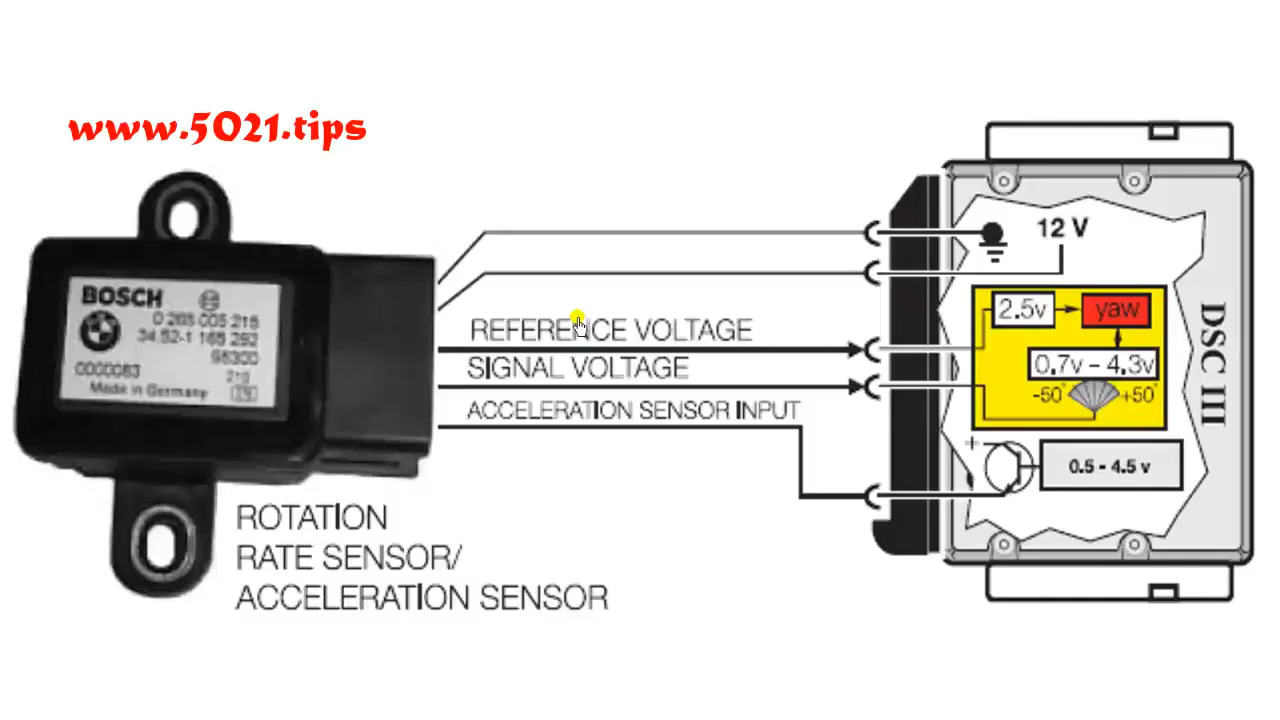 www.5021.tips
BOSCH
0 265 005 215
34.52-1 165 292
0000083
Made in Germany
REFERENCE VOLTAGE
SIGNAL VOLTAGE
ACCELERATION SENSOR INPUT
ROTATION
RATE SENSOR/
ACCELERATION SENSOR
12 V
2.5v
yaw
0.7v - 4.3v
-50° +50°
+
0.5 - 4.5 v
DSC III